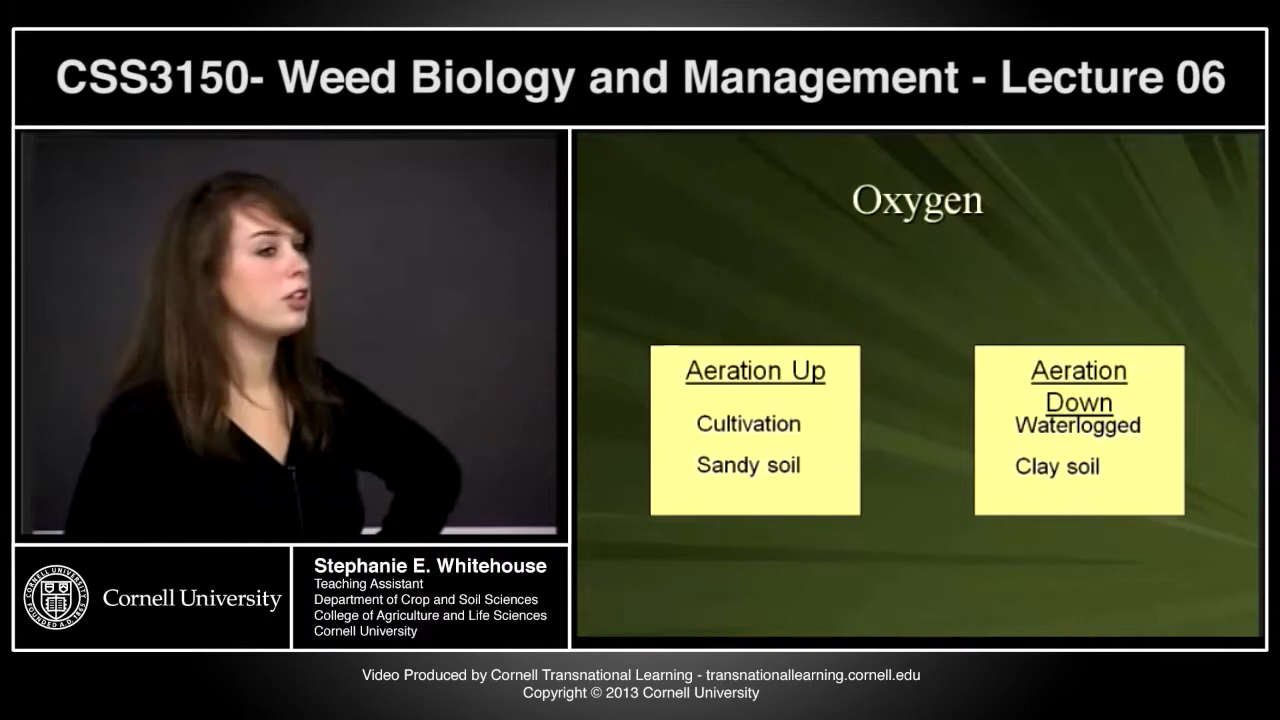 CSS3150- Weed Biology and Management - Lecture 06
Oxygen
Aeration Up
Cultivation
Sandy soil
Aeration
Down
Waterlogged
Clay soil
Cornell University
Stephanie E. Whitehouse
Teaching Assistant
Department of Crop and Soil Sciences
College of Agriculture and Life Sciences
Cornell University
Video Produced by Cornell Transnational Learning - transnationallearning.cornell.edu
Copyright © 2013 Cornell University